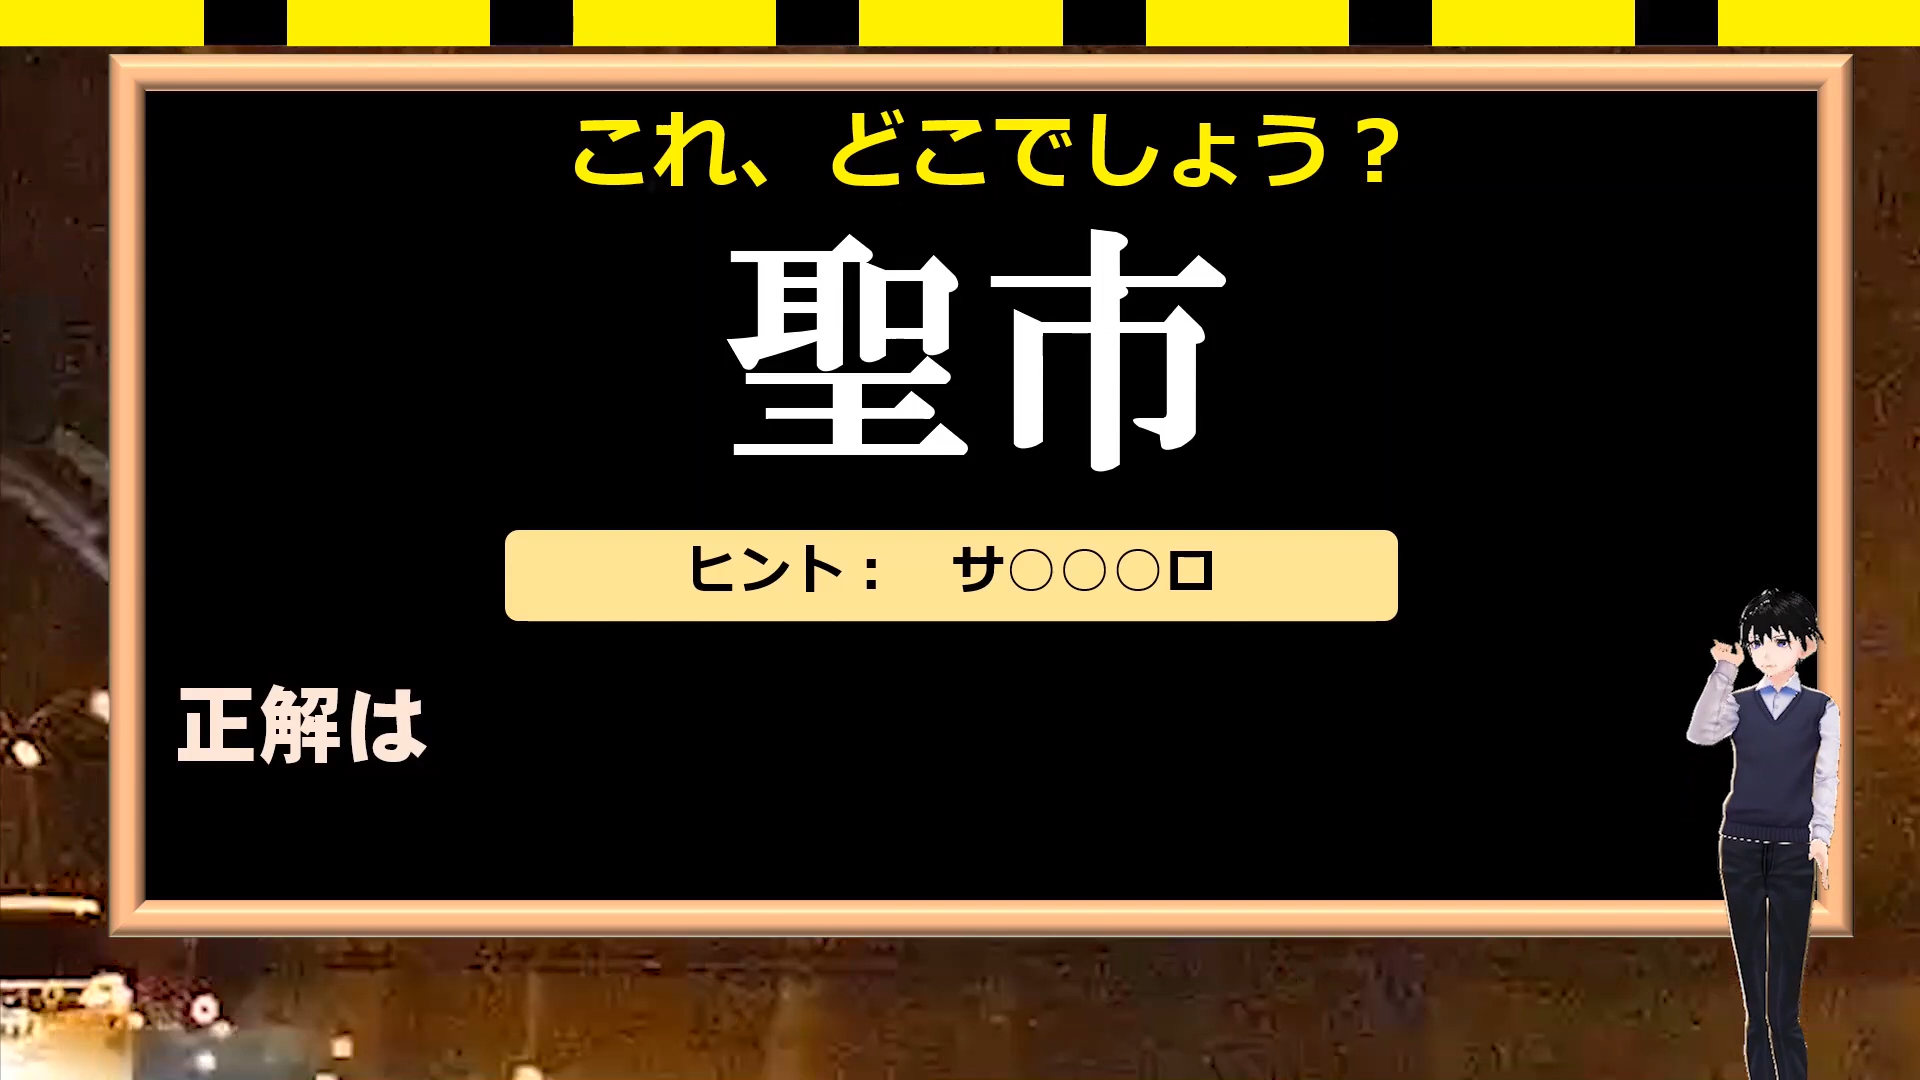 これ、どこでしょう？
聖市
ヒント：　サ○○○ロ
正解は